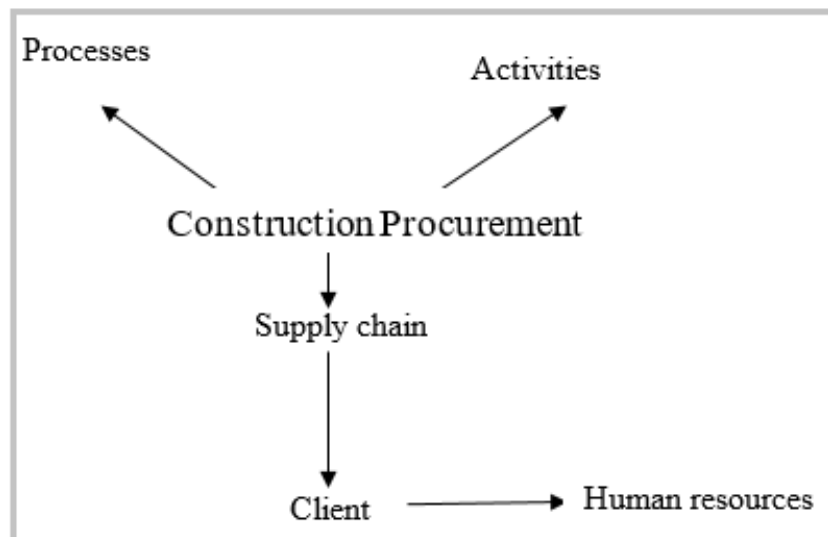 Processes
Activities
Construction Procurement
Supply chain
Client
Human resources